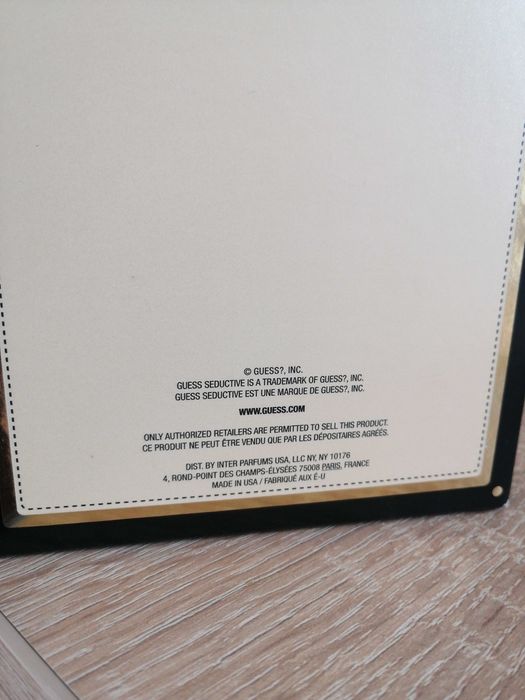 © GUESS?, INC.
GUESS SEDUCTIVE IS A TRADEMARK OF GUESS?, INC.
GUESS SEDUCTIVE EST UNE MARQUE DE GUESS?, INC.
WWW.GUESS.COM
ONLY AUTHORIZED RETAILERS ARE PERMITTED TO SELL THIS PRODUCT.
CE PRODUIT NE PEUT ÊTRE VENDU QUE PAR LES DÉPOSITAIRES AGRÉÉS.
DIST. BY INTER PARFUMS USA, LLC NY, NY 10176
4, ROND-POINT DES CHAMPS-ÉLYSÉES 75008 PARIS, FRANCE
MADE IN USA / FABRIQUÉ AUX É-U